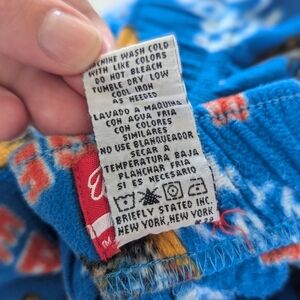 MACHINE WASH COLD
WITH LIKE COLORS
DO NOT BLEACH
TUMBLE DRY LOW
COOL IRON
AS NEEDED
LAVADO A MAQUINA
CON AGUA FRIA
CON COLORES
SIMILARES
NO USE BLANQUEADOR
SECAR A
TEMPERATURA BAJA
PLANCHAR FRIA
SI ES NECESARIO
BRIEFLY STATED INC.
NEW YORK, NEW YORK
TM